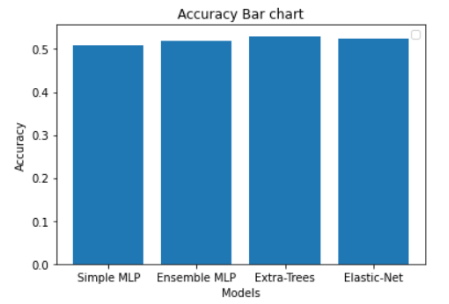 Accuracy Bar chart
0.5
0.4
0.3
0.2
0.1
0.0
Accuracy
Simple MLP Ensemble MLP Extra-Trees Elastic-Net
Models